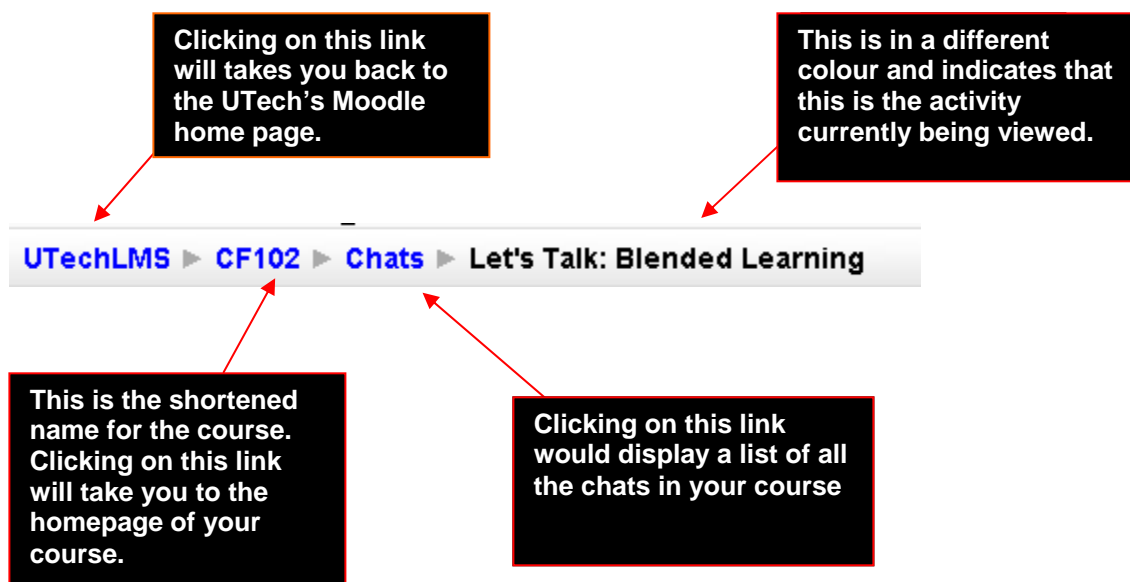 Clicking on this link
will takes you back to
the UTech's Moodle
home page.
This is in a different
colour and indicates that
this is the activity
currently being viewed.
UTechLMS ► CF102 ► Chats ► Let's Talk: Blended Learning
This is the shortened
name for the course.
Clicking on this link
will take you to the
homepage of your
course.
Clicking on this link
would display a list of all
the chats in your course